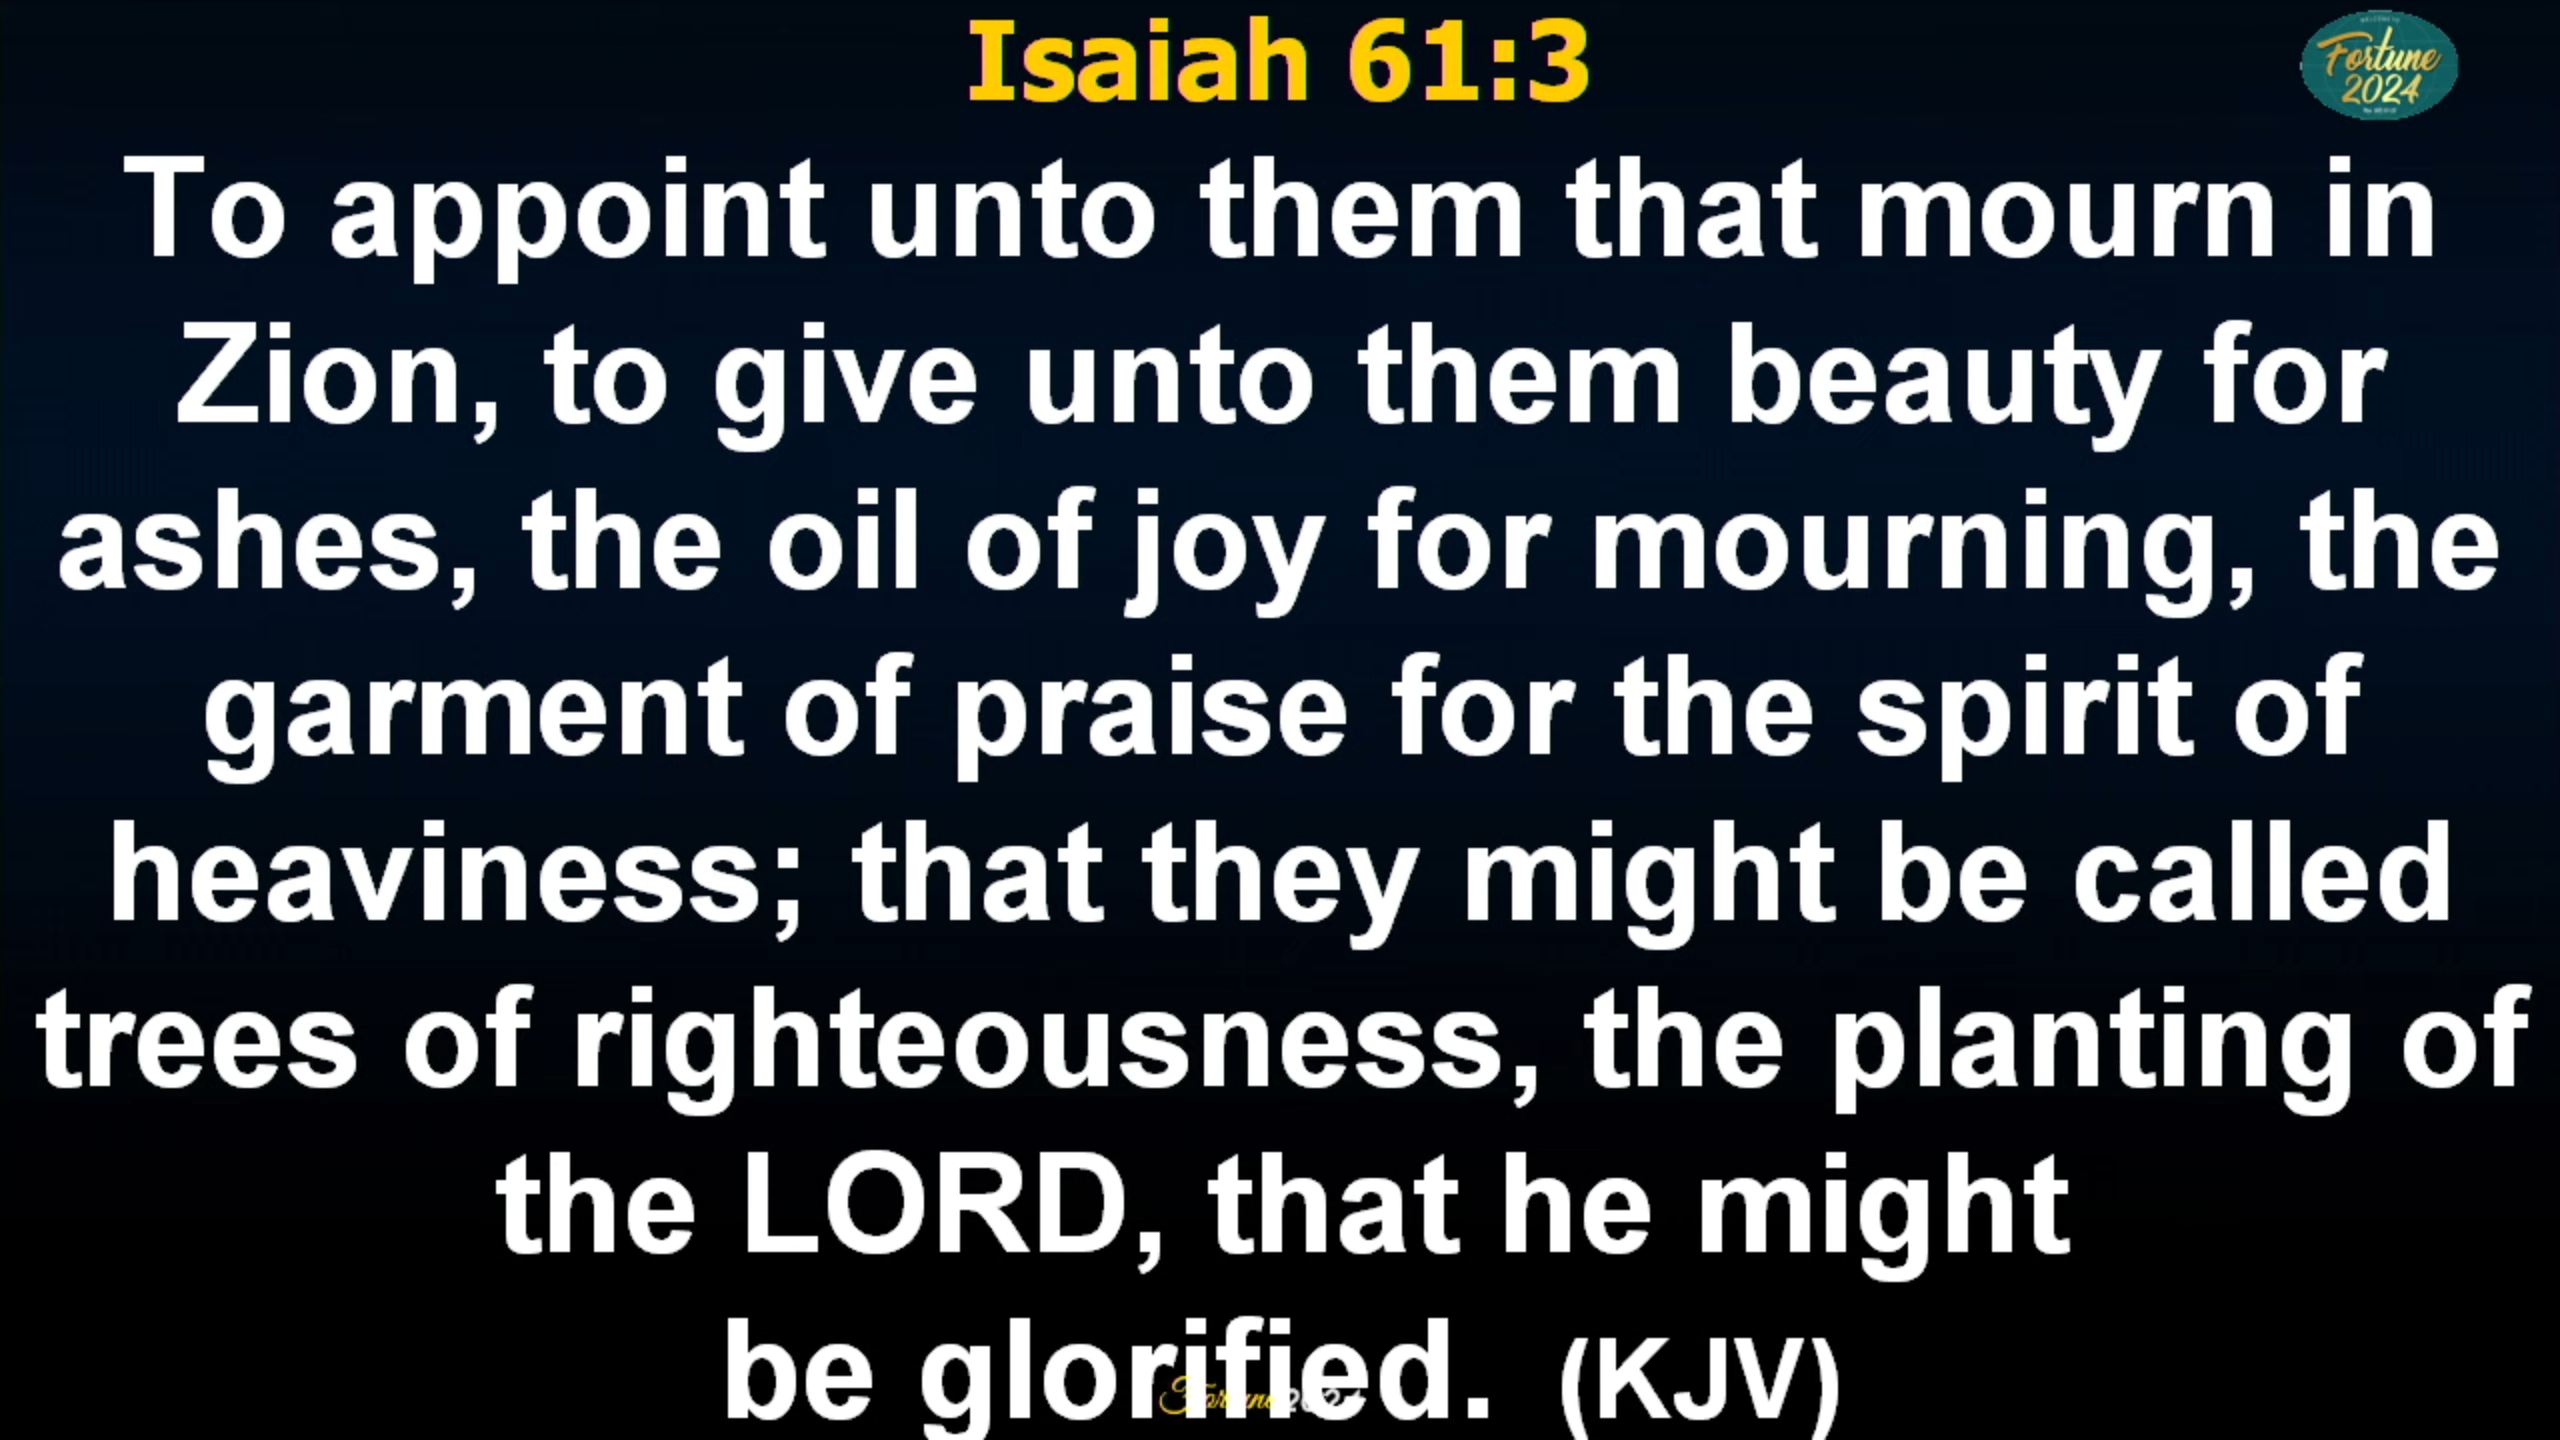 Isaiah 61:3
Fortune
2024
To appoint unto them that mourn in
Zion, to give unto them beauty for
ashes, the oil of joy for mourning, the
garment of praise for the spirit of
heaviness; that they might be called
trees of righteousness, the planting of
the LORD, that he might
be glorified. (KJV)